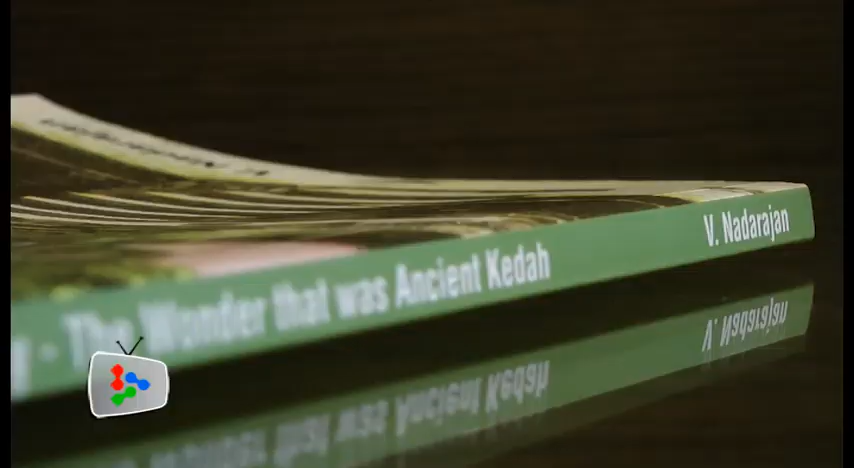 y - The Wonder that was Ancient Kedah
V. Nadarajan